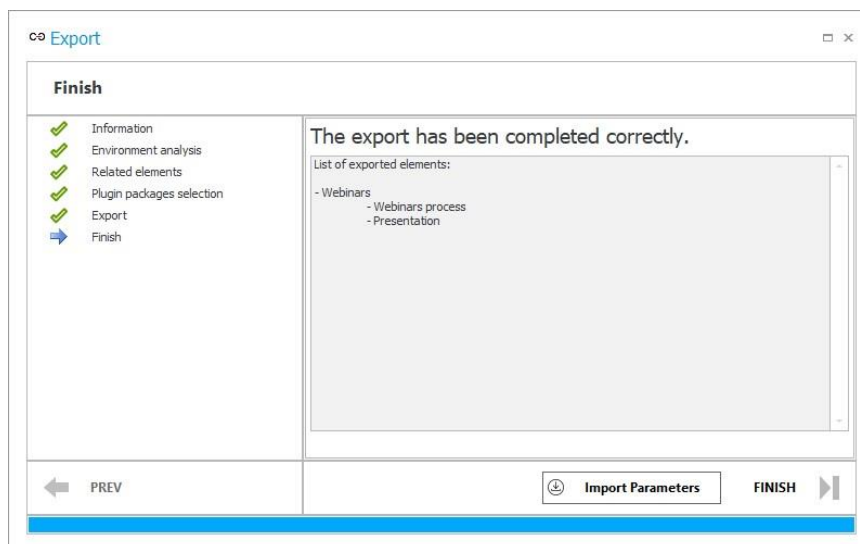 Export
Finish
Information
Environment analysis
Related elements
Plugin packages selection
Export
Finish
The export has been completed correctly.
List of exported elements:
- Webinars
- Webinars process
- Presentation
PREV
Import Parameters
FINISH